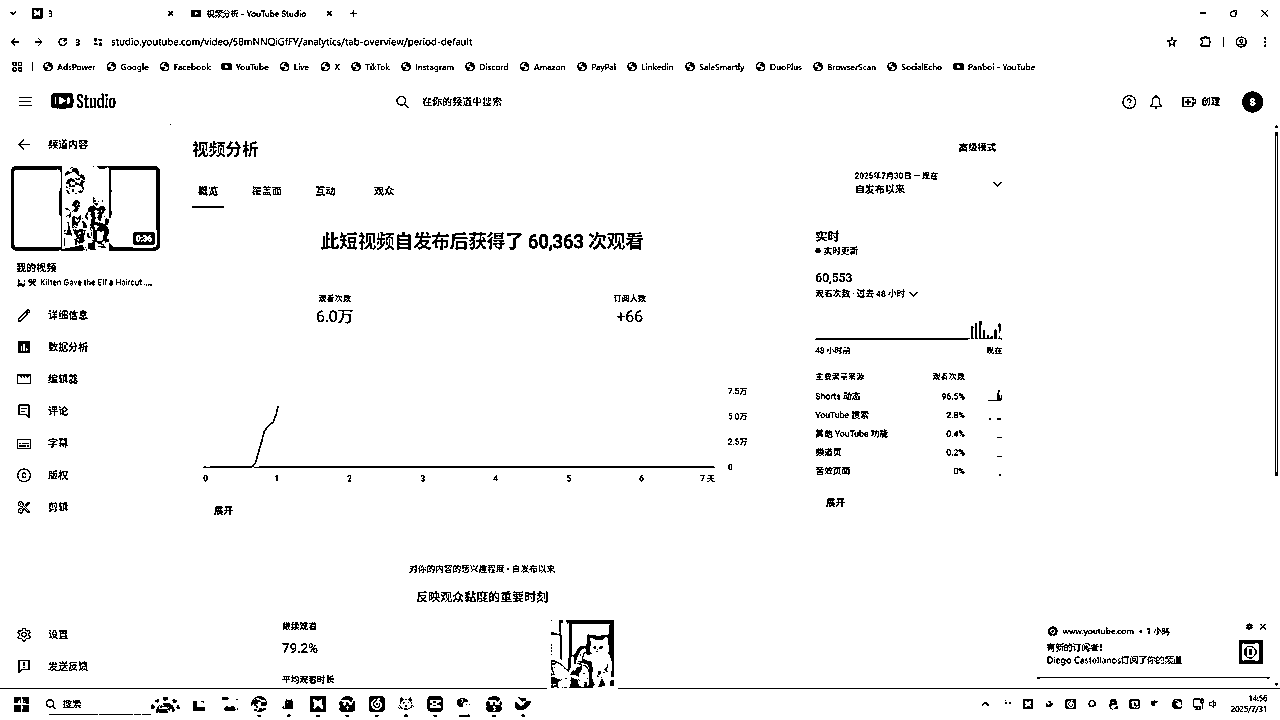 3
视频分析 - YouTube Studio
studio.youtube.com/video/58mNNQiGfFY/analytics/tab-overview/period-default
AdsPower Google Facebook YouTube Live X TikTok Instagram Discord Amazon PayPal Linkedin SaleSmartly DuoPlus BrowserScan SocialEcho Panboi - YouTube
Studio
在你的频道中搜索
创建
S
频道内容
视频分析
高级模式
2025年7月30日 – 现在
自发布以来
概览 覆盖面 互动 观众
0:36
此短视频自发布后获得了 60,363 次观看
实时
实时更新
我的视频
Kitten Gave the Elf a Haircut ....
60,553
观看次数 · 过去 48 小时
观看次数
6.0万
订阅人数
+66
详细信息
数据分析
编辑器
评论
字幕
版权
剪辑
48 小时前
现在
主要流量来源 观看次数
Shorts 动态 96.5%
YouTube 搜索 2.8%
其他 YouTube 功能 0.4%
频道页 0.2%
音效页面 0%
展开
7.5万
5.0万
2.5万
0
0 1 2 3 4 5 6 7 天
展开
对你的内容的感兴趣程度 · 自发布以来
反映观众黏度的重要时刻
继续观看
79.2%
平均观看时长
设置
发送反馈
www.youtube.com · 1 小时
有新的订阅者！
Diego Castellanos订阅了你的频道
搜索
14:56
2025/7/31